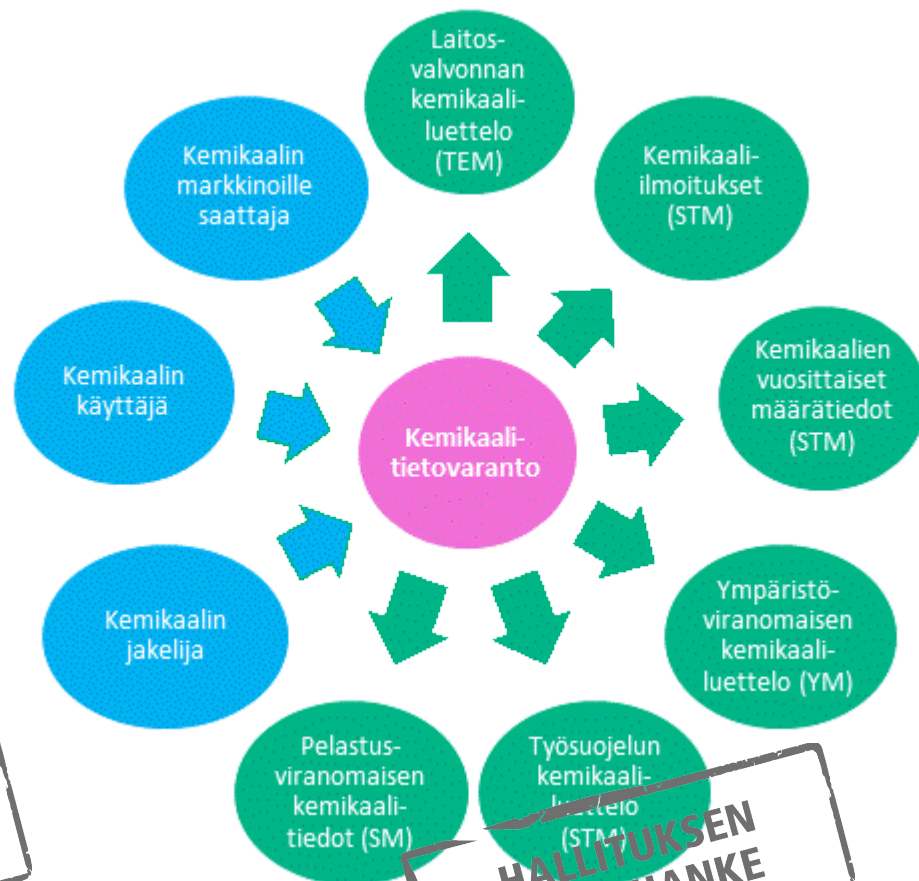 Laitos-
valvonnan
kemikaali-
luettelo
(TEM)
Kemikaalin
markkinoille
saattaja
Kemikaali-
ilmoitukset
(STM)
Kemikaalin
käyttäjä
Kemikaalien
vuosittaiset
määrätiedot
(STM)
Kemikaali-
tietovaranto
Kemikaalin
jakelija
Ympäristö-
viranomaisen
kemikaali-
luettelo (YM)
Pelastus-
viranomaisen
kemikaali-
tiedot (SM)
Työsuojelun
kemikaali-
luettelo
(STM)
HALLITUKSEN